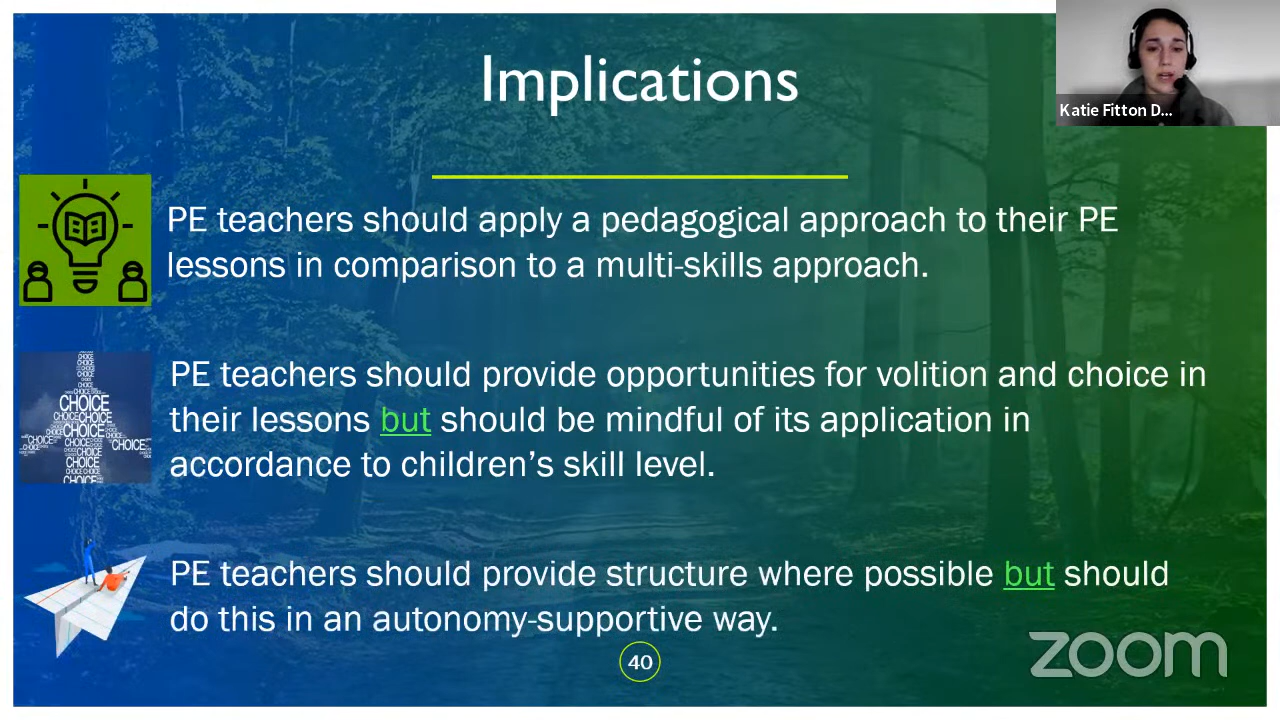 Implications
Katie Fitton D...
PE teachers should apply a pedagogical approach to their PE
lessons in comparison to a multi-skills approach.
CHOICE
PE teachers should provide opportunities for volition and choice in
their lessons but should be mindful of its application in
accordance to children’s skill level.
PE teachers should provide structure where possible but should
do this in an autonomy-supportive way.
40
zoom